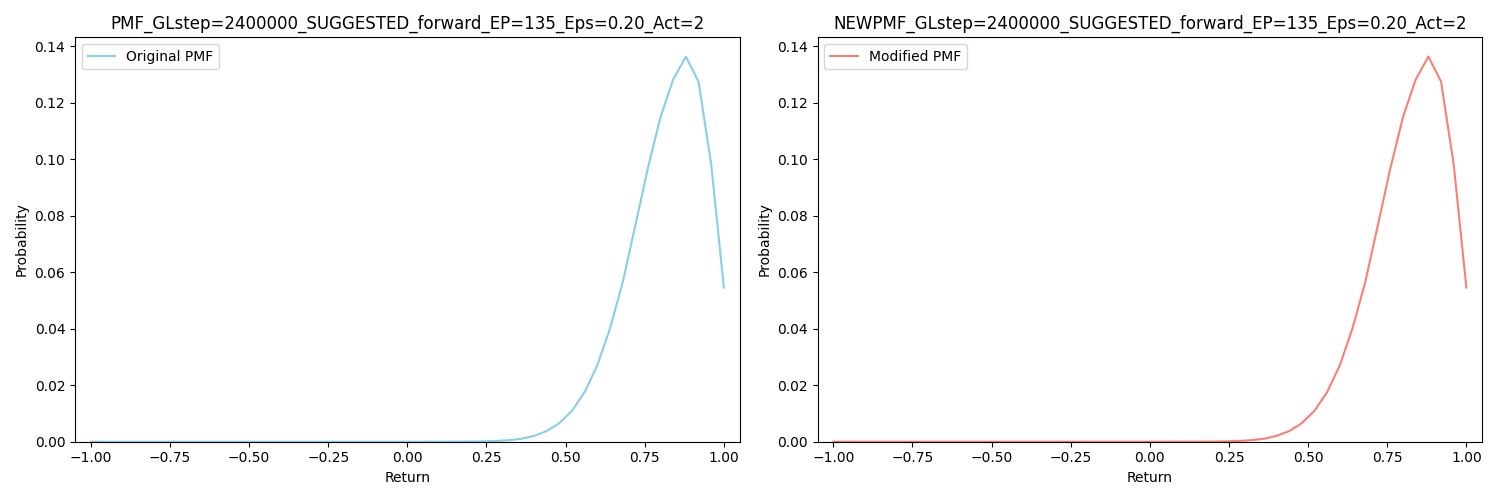 PMF_GLstep=2400000_SUGGESTED_forward_EP=135_Eps=0.20_Act=2
Original PMF
Probability
0.14
0.12
0.10
0.08
0.06
0.04
0.02
0.00
−1.00 −0.75 −0.50 −0.25 0.00 0.25 0.50 0.75 1.00
Return
NEWPMF_GLstep=2400000_SUGGESTED_forward_EP=135_Eps=0.20_Act=2
Modified PMF
Probability
0.14
0.12
0.10
0.08
0.06
0.04
0.02
0.00
−1.00 −0.75 −0.50 −0.25 0.00 0.25 0.50 0.75 1.00
Return